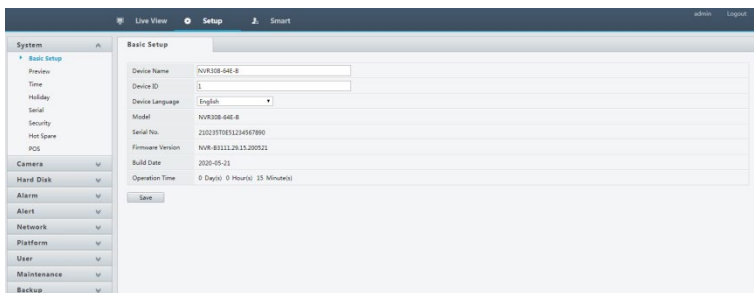 Live View Setup Smart admin Logout
System
Basic Setup
Preview
Time
Holiday
Serial
Security
Hot Spare
POS
Camera
Hard Disk
Alarm
Alert
Network
Platform
User
Maintenance
Backup
Basic Setup
Device Name NVR308-64E-B
Device ID 1
Device Language English
Model NVR308-64E-B
Serial No. 210235T0E51234567890
Firmware Version NVR-B3111.29.15.200521
Build Date 2020-05-21
Operation Time 0 Day(s) 0 Hour(s) 15 Minute(s)
Save